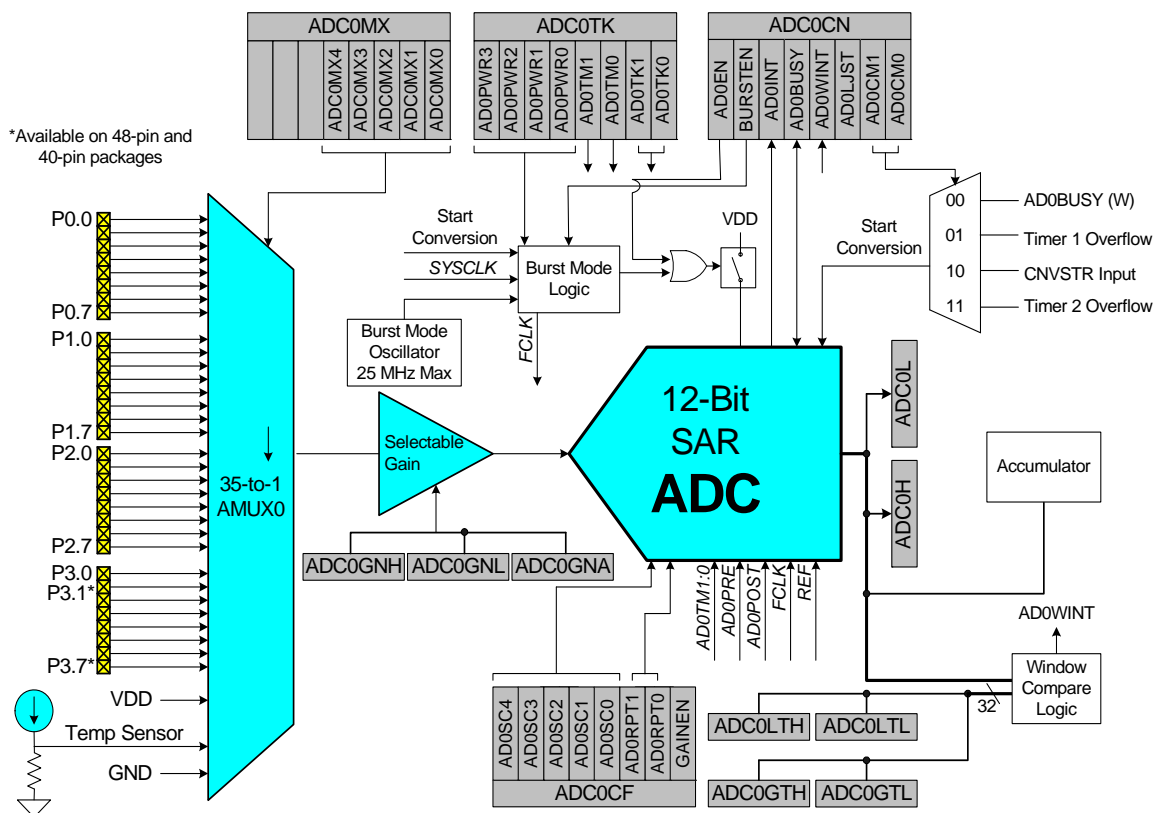 ADC0MX
ADC0MX4
ADC0MX3
ADC0MX2
ADC0MX1
ADC0MX0
ADC0TK
AD0PWR3
AD0PWR2
AD0PWR1
AD0PWR0
AD0TM1
AD0TM0
AD0TK1
AD0TK0
ADC0CN
AD0EN
BURSTEN
AD0INT
AD0BUSY
AD0WINT
AD0LJST
AD0CM1
AD0CM0
*Available on 48-pin and
40-pin packages
P0.0
P0.7
P1.0
P1.7
P2.0
P2.7
P3.0
P3.1*
P3.7*
VDD
Temp Sensor
GND
35-to-1
AMUX0
Start
Conversion
SYSCLK
Burst Mode
Logic
Burst Mode
Oscillator
25 MHz Max
FCLK
VDD
Start
Conversion
00
01
10
11
AD0BUSY (W)
Timer 1 Overflow
CNVSTR Input
Timer 2 Overflow
Selectable
Gain
ADC0GNH
ADC0GNL
ADC0GNA
12-Bit
SAR
ADC
ADC0L
ADC0H
Accumulator
AD0TM1:0
AD0PRE
AD0POST
FCLK
REF
AD0WINT
Window
Compare
Logic
32
ADC0LTH
ADC0LTL
ADC0GTH
ADC0GTL
AD0SC4
AD0SC3
AD0SC2
AD0SC1
AD0SC0
AD0RPT1
AD0RPT0
GAINEN
ADC0CF